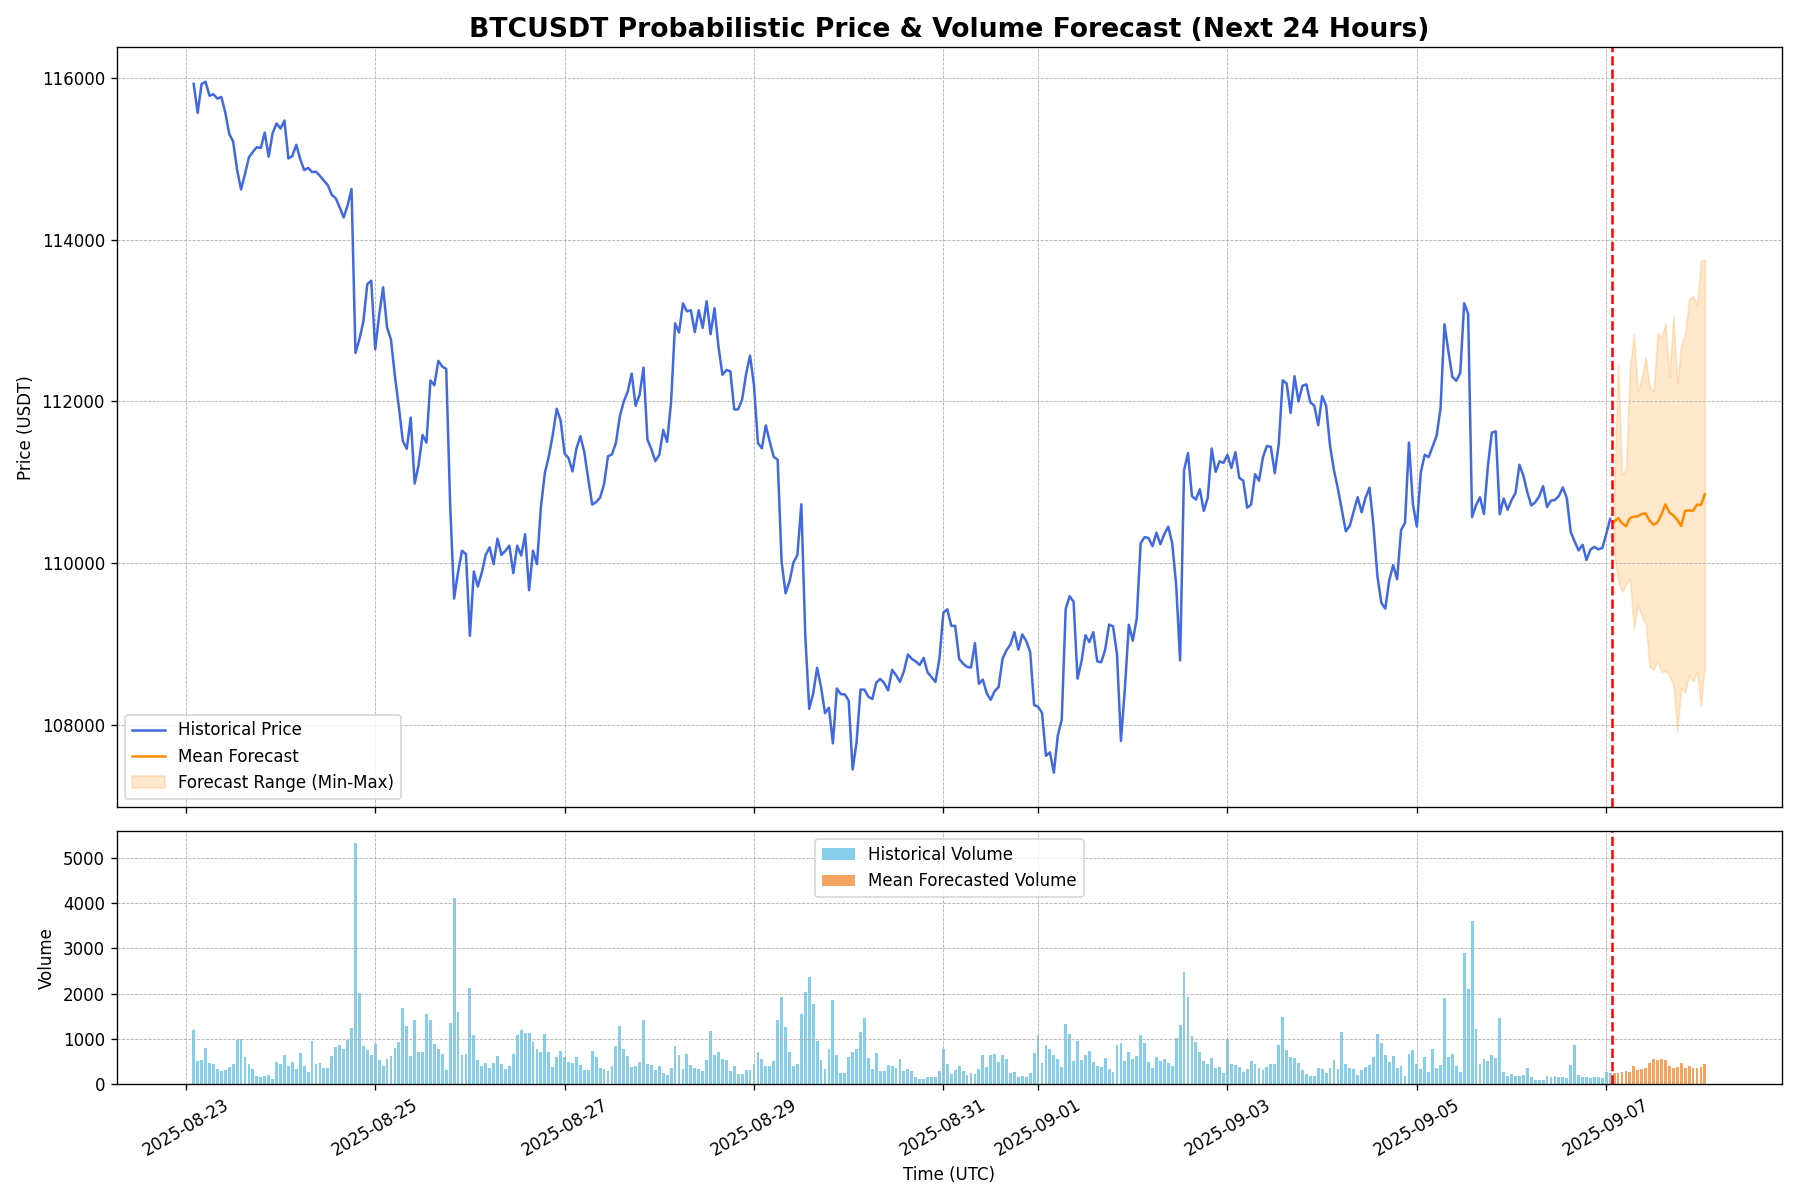 BTCUSDT Probabilistic Price & Volume Forecast (Next 24 Hours)
Price (USDT)
116000
114000
112000
110000
108000
Historical Price
Mean Forecast
Forecast Range (Min-Max)
Volume
5000
4000
3000
2000
1000
0
Historical Volume
Mean Forecasted Volume
2025-08-23
2025-08-25
2025-08-27
2025-08-29
2025-08-31
2025-09-01
2025-09-03
2025-09-05
2025-09-07
Time (UTC)